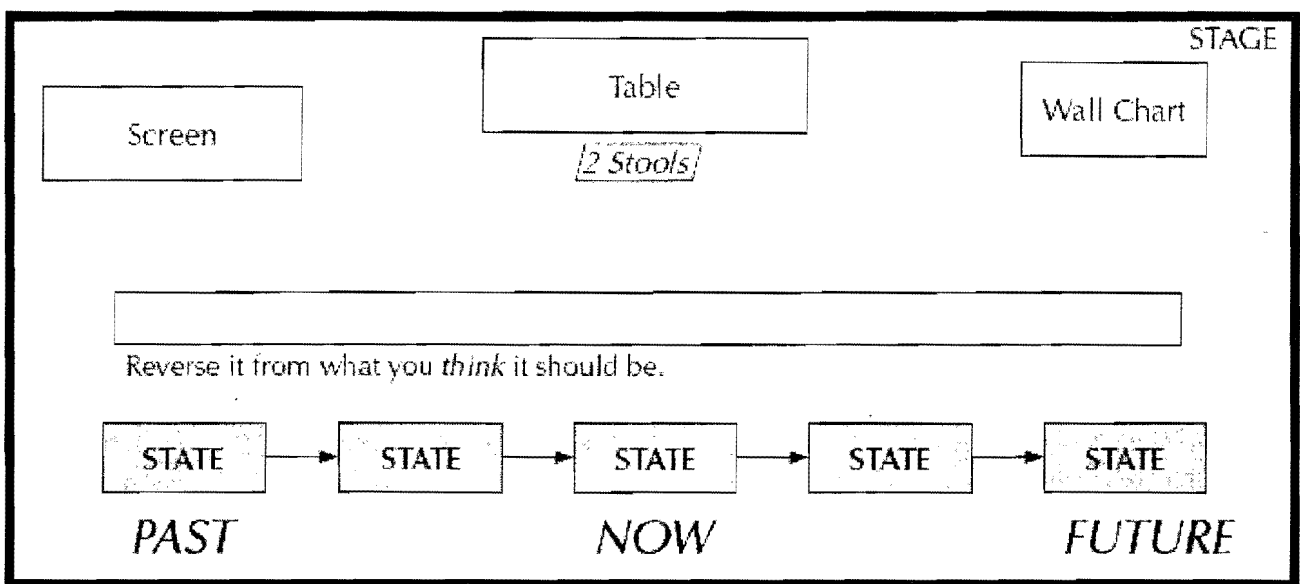 STAGE
Table
Screen
Wall Chart
2 Stools
Reverse it from what you think it should be.
STATE STATE STATE STATE STATE
PAST NOW FUTURE